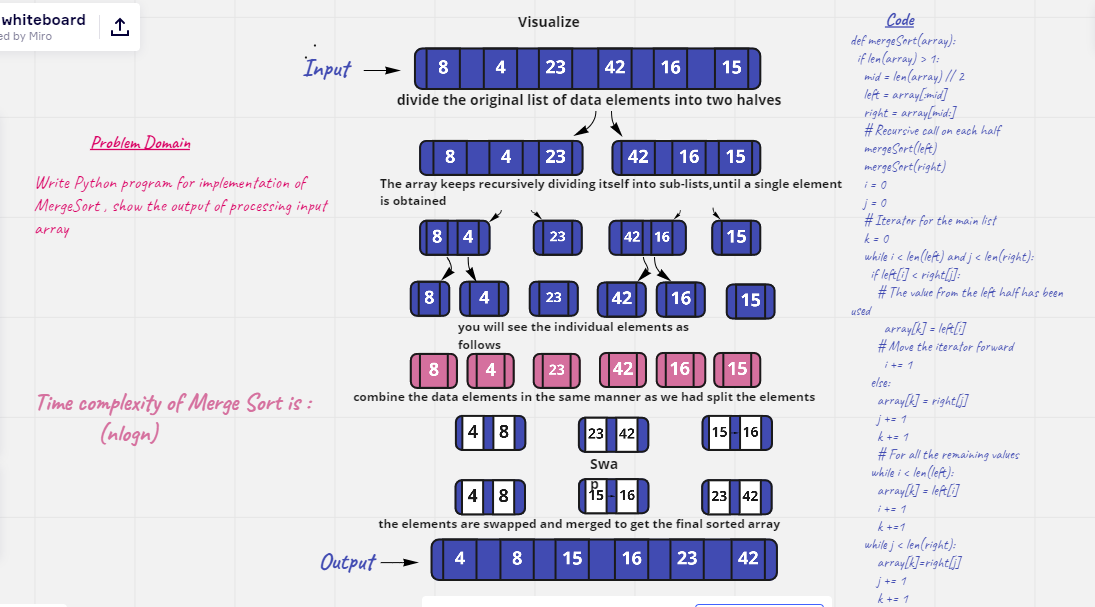 whiteboard
ed by Miro
Visualize
Input
8 4 23 42 16 15
divide the original list of data elements into two halves
8 4 23 42 16 15
The array keeps recursively dividing itself into sub-lists,until a single element
is obtained
8 4 23 42 16 15
8 4 23 42 16 15
you will see the individual elements as
follows
8 4 23 42 16 15
combine the data elements in the same manner as we had split the elements
4 8 23 42 15 - 16
Swa
p
4 8 15 - 16 23 42
the elements are swapped and merged to get the final sorted array
Output
4 8 15 16 23 42
Problem Domain
Write Python program for implementation of
MergeSort , show the output of processing input
array
Time complexity of Merge Sort is :
(nlogn)
Code
def mergeSort(array):
if len(array) > 1:
mid = len(array) // 2
left = array[:mid]
right = array[mid:]
# Recursive call on each half
mergeSort(left)
mergeSort(right)
i = 0
j = 0
# Iterator for the main list
k = 0
while i < len(left) and j < len(right):
if left[i] < right[j]:
# The value from the left half has been
used
array[k] = left[i]
# Move the iterator forward
i += 1
else:
array[k] = right[j]
j += 1
k += 1
# For all the remaining values
while i < len(left):
array[k] = left[i]
i += 1
k +=1
while j < len(right):
array[k]=right[j]
j += 1
k += 1